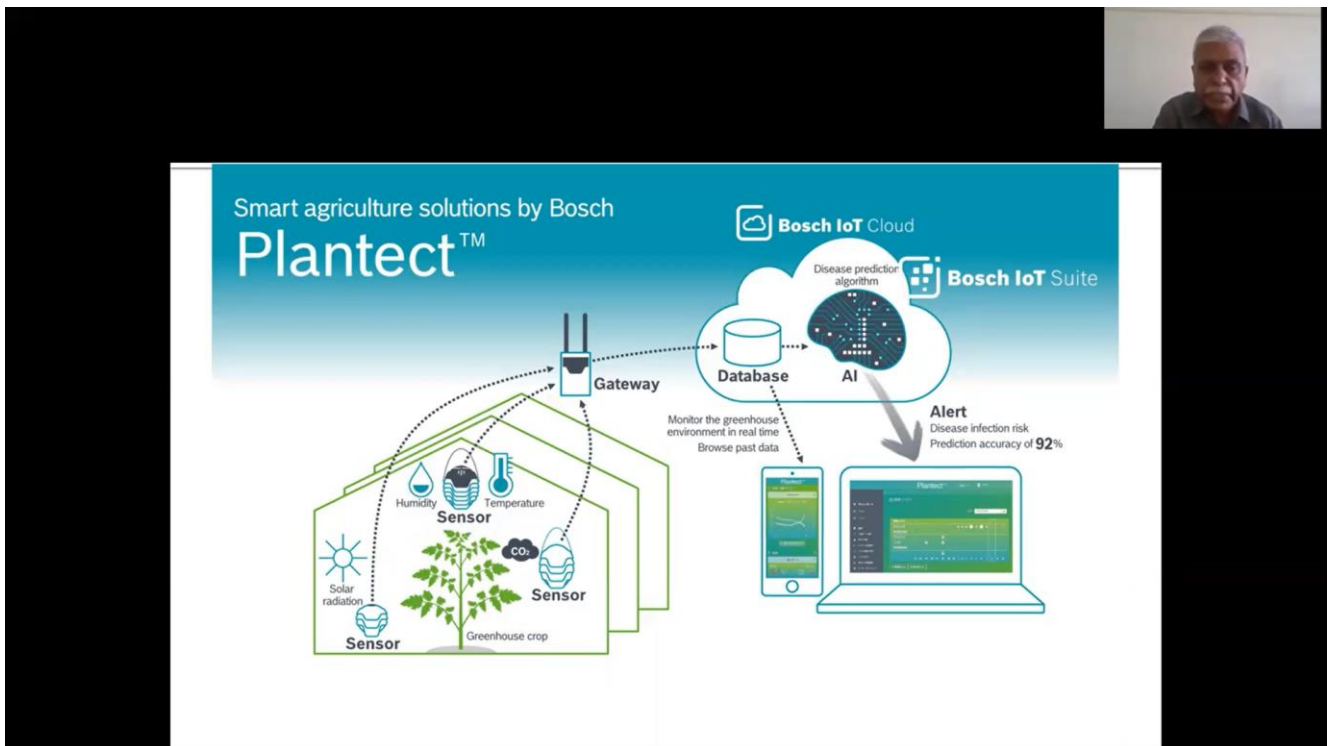 Smart agriculture solutions by Bosch
Plantect™
Bosch IoT Cloud
Bosch IoT Suite
Disease prediction
algorithm
Database
AI
Gateway
Monitor the greenhouse
environment in real time
Browse past data
Alert
Disease infection risk
Prediction accuracy of 92%
Humidity
Temperature
Sensor
CO₂
Sensor
Solar
radiation
Sensor
Greenhouse crop
Plantect
Plantect